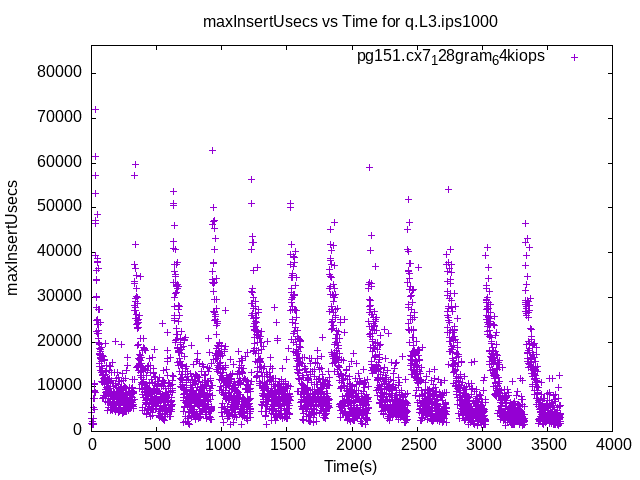 maxInsertUsecs vs Time for q.L3.ips1000
pg151.cx7₁28gram₆4kiops
80000
70000
60000
50000
40000
30000
20000
10000
0
maxInsertUsecs
0 500 1000 1500 2000 2500 3000 3500 4000
Time(s)